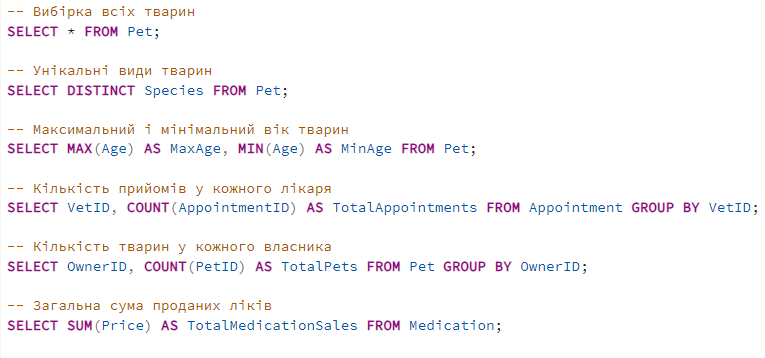 -- Вибірка всіх тварин
SELECT * FROM Pet;
-- Унікальні види тварин
SELECT DISTINCT Species FROM Pet;
-- Максимальний і мінімальний вік тварин
SELECT MAX(Age) AS MaxAge, MIN(Age) AS MinAge FROM Pet;
-- Кількість прийомів у кожного лікаря
SELECT VetID, COUNT(AppointmentID) AS TotalAppointments FROM Appointment GROUP BY VetID;
-- Кількість тварин у кожного власника
SELECT OwnerID, COUNT(PetID) AS TotalPets FROM Pet GROUP BY OwnerID;
-- Загальна сума проданих ліків
SELECT SUM(Price) AS TotalMedicationSales FROM Medication;